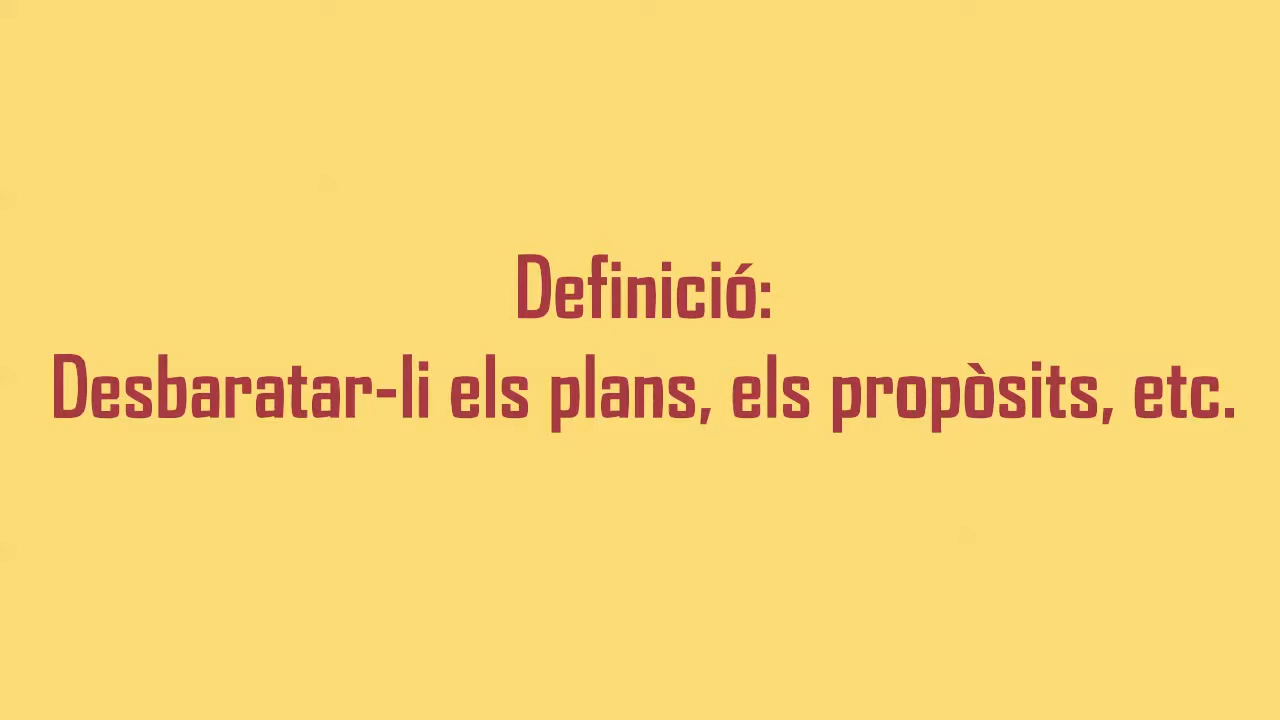 Definició:
Desbaratar-li els plans, els propòsits, etc.